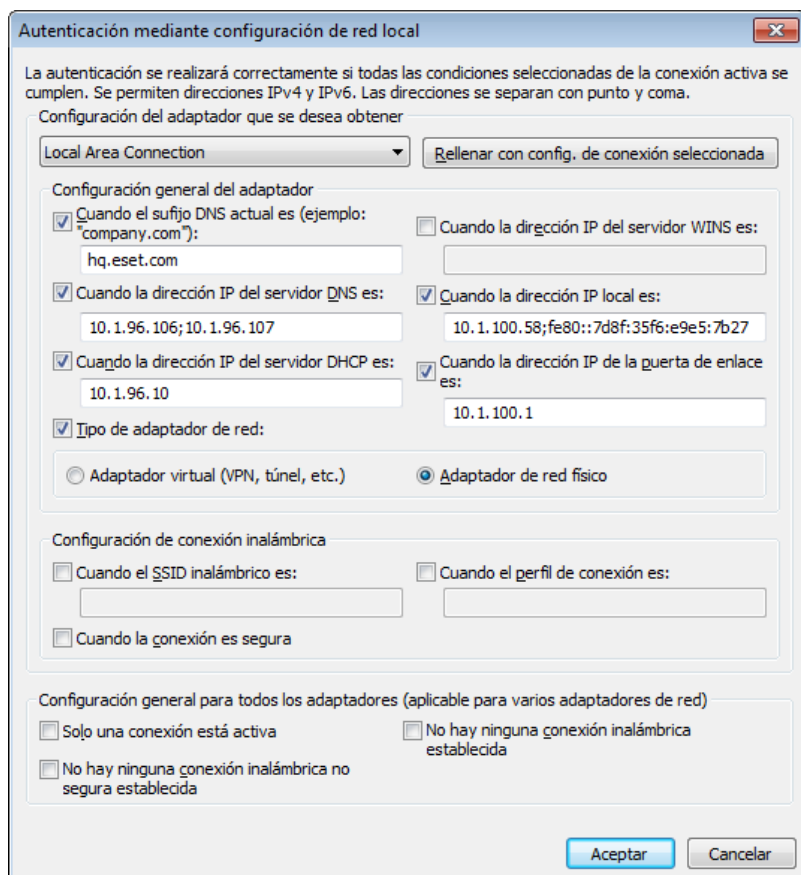 Autenticación mediante configuración de red local
La autenticación se realizará correctamente si todas las condiciones seleccionadas de la conexión activa se
cumplen. Se permiten direcciones IPv4 y IPv6. Las direcciones se separan con punto y coma.
Configuración del adaptador que se desea obtener
Local Area Connection
Rellenar con config. de conexión seleccionada
Configuración general del adaptador
Cuando el sufijo DNS actual es (ejemplo:
"company.com"):
Cuando la dirección IP del servidor WINS es:
hq.eset.com
Cuando la dirección IP del servidor DNS es:
Cuando la dirección IP local es:
10.1.96.106;10.1.96.107
10.1.100.58;fe80::7d8f:35f6:e9e5:7b27
Cuando la dirección IP del servidor DHCP es:
Cuando la dirección IP de la puerta de enlace
es:
10.1.96.10
10.1.100.1
Tipo de adaptador de red:
Adaptador virtual (VPN, túnel, etc.)
Adaptador de red físico
Configuración de conexión inalámbrica
Cuando el SSID inalámbrico es:
Cuando el perfil de conexión es:
Cuando la conexión es segura
Configuración general para todos los adaptadores (aplicable para varios adaptadores de red)
Solo una conexión está activa
No hay ninguna conexión inalámbrica
establecida
No hay ninguna conexión inalámbrica no
segura establecida
Aceptar
Cancelar